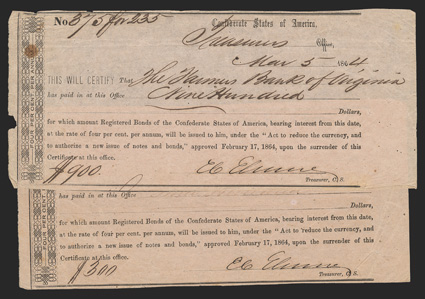 No. 375 for 235
Confederate States of America,
Treasurers Office,
Mar 5 1864
THIS WILL CERTIFY That The Farmers Bank of Virginia
has paid in at this Office Nine Hundred
Dollars,
for which amount Registered Bonds of the Confederate States of America, bearing interest from this date,
at the rate of four per cent. per annum, will be issued to him, under the "Act to reduce the currency, and
to authorize a new issue of notes and bonds," approved February 17, 1864, upon the surrender of this
Certificate at this office.
$900 E C Elmore
Treasurer, C. S.
has paid in at this Office
Dollars,
for which amount Registered Bonds of the Confederate States of America, bearing interest from this date,
at the rate of four per cent. per annum, will be issued to him, under the "Act to reduce the currency, and
to authorize a new issue of notes and bonds," approved February 17, 1864, upon the surrender of this
Certificate at this office.
$300 E C Elmore
Treasurer, C. S.